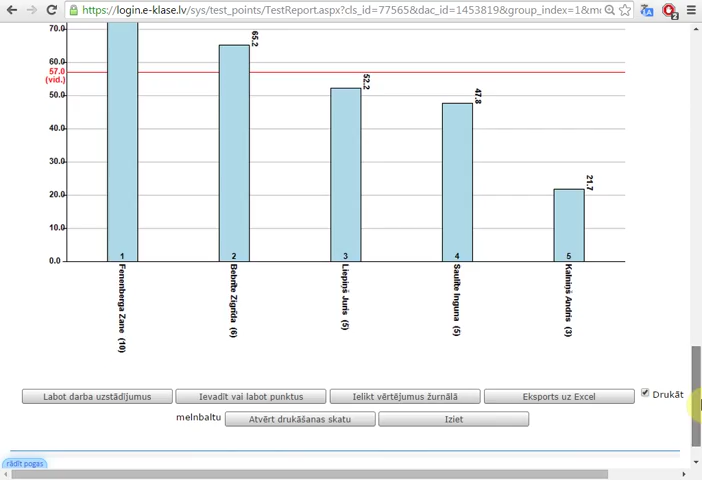 https://login.e-klase.lv/sys/test_points/TestReport.aspx?cls_id=77565&dac_id=1453819&group_index=1&mo
2
70.0
65.2
60.0
57.0
(vid.)
52.2
50.0
47.8
40.0
30.0
21.7
20.0
10.0
1
2
3
4
5
0.0
Fenenberga Zane (10)
Bebrīte Zigrīda (6)
Liepiņš Juris (5)
Saulīte Inguna (5)
Kalniņš Andris (3)
Labot darba uzstādījumus
Ievadīt vai labot punktus
Ielikt vērtējumus žurnālā
Eksports uz Excel
Drukāt
melnbaltu
Atvērt drukāšanas skatu
Iziet
rādīt pogas